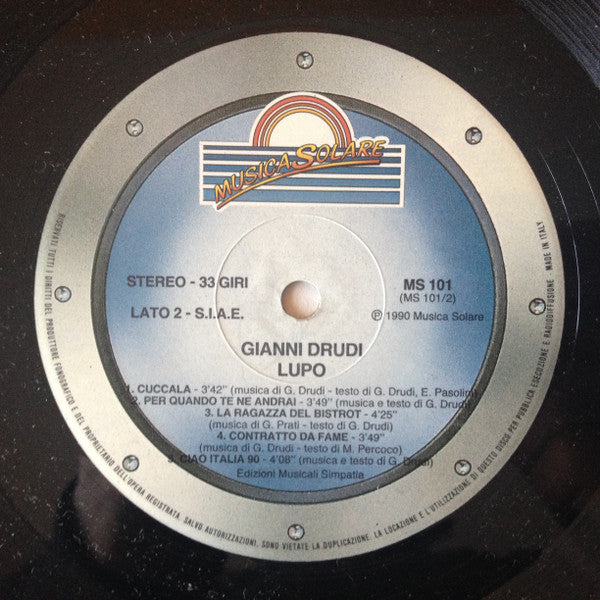 MUSICA SOLARE
STEREO - 33 GIRI
MS 101
(MS 101/2)
LATO 2 - S.I.A.E.
℗ 1990 Musica Solare
GIANNI DRUDI
LUPO
1. CUCCALA - 3'42" (musica di G. Drudi - testo di G. Drudi, E. Pasolini)
2. PER QUANDO TE NE ANDRAI - 3'49" (musica e testo di G. Drudi)
3. LA RAGAZZA DEL BISTROT - 4'25"
(musica di G. Prati - testo di G. Drudi)
4. CONTRATTO DA FAME - 3'49"
(musica di G. Drudi - testo di M. Percoco)
5. CIAO ITALIA 90 - 4'08" (musica e testo di G. Drudi)
Edizioni Musicali Simpatia
RISERVATI TUTTI I DIRITTI DEL PRODUTTORE FONOGRAFICO E DEL PROPRIETARIO DELL'OPERA REGISTRATA. SALVO AUTORIZZAZIONI, SONO VIETATE LA DUPLICAZIONE, LA LOCAZIONE E L'UTILIZZAZIONE DI QUESTO DISCO PER PUBBLICA ESECUZIONE E RADIODIFFUSIONE - MADE IN ITALY